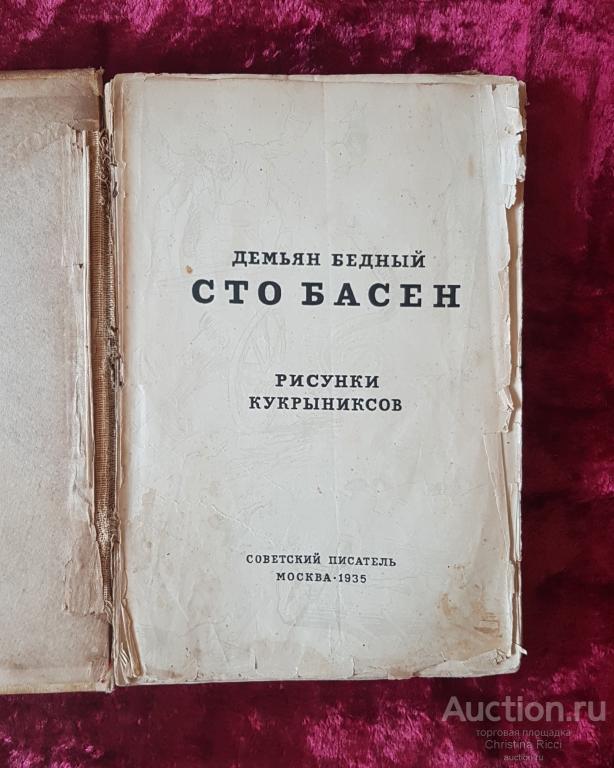 ДЕМЬЯН БЕДНЫЙ
СТО БАСЕН
РИСУНКИ
КУКРЫНИКСОВ
СОВЕТСКИЙ ПИСАТЕЛЬ
МОСКВА · 1935
Auction.ru
торговая площадка
Christina Ricci
auction.ru